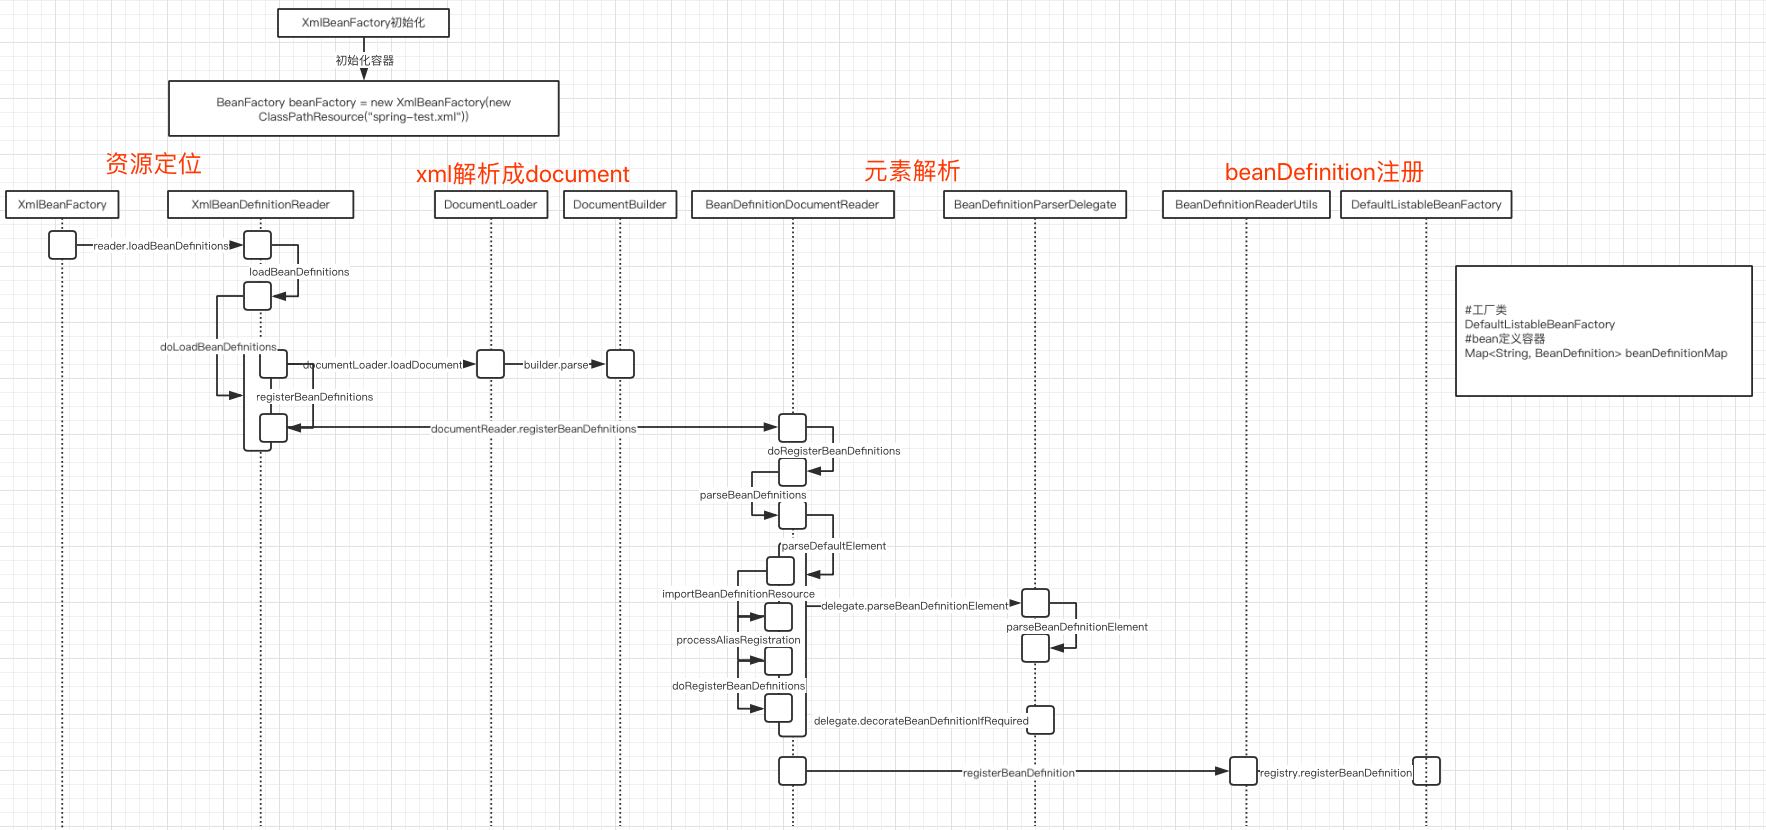 XmlBeanFactory初始化
初始化容器
BeanFactory beanFactory = new XmlBeanFactory(new
ClassPathResource("spring-test.xml"))
资源定位
xml解析成document
元素解析
beanDefinition注册
XmlBeanFactory
XmlBeanDefinitionReader
DocumentLoader
DocumentBuilder
BeanDefinitionDocumentReader
BeanDefinitionParserDelegate
BeanDefinitionReaderUtils
DefaultListableBeanFactory
reader.loadBeanDefinitions
loadBeanDefinitions
#工厂类
DefaultListableBeanFactory
#bean定义容器
Map<String, BeanDefinition> beanDefinitionMap
doLoadBeanDefinitions
documentLoader.loadDocument
builder.parse
registerBeanDefinitions
documentReader.registerBeanDefinitions
doRegisterBeanDefinitions
parseBeanDefinitions
parseDefaultElement
importBeanDefinitionResource
delegate.parseBeanDefinitionElement
parseBeanDefinitionElement
processAliasRegistration
doRegisterBeanDefinitions
delegate.decorateBeanDefinitionIfRequired
registerBeanDefinition
registry.registerBeanDefinition